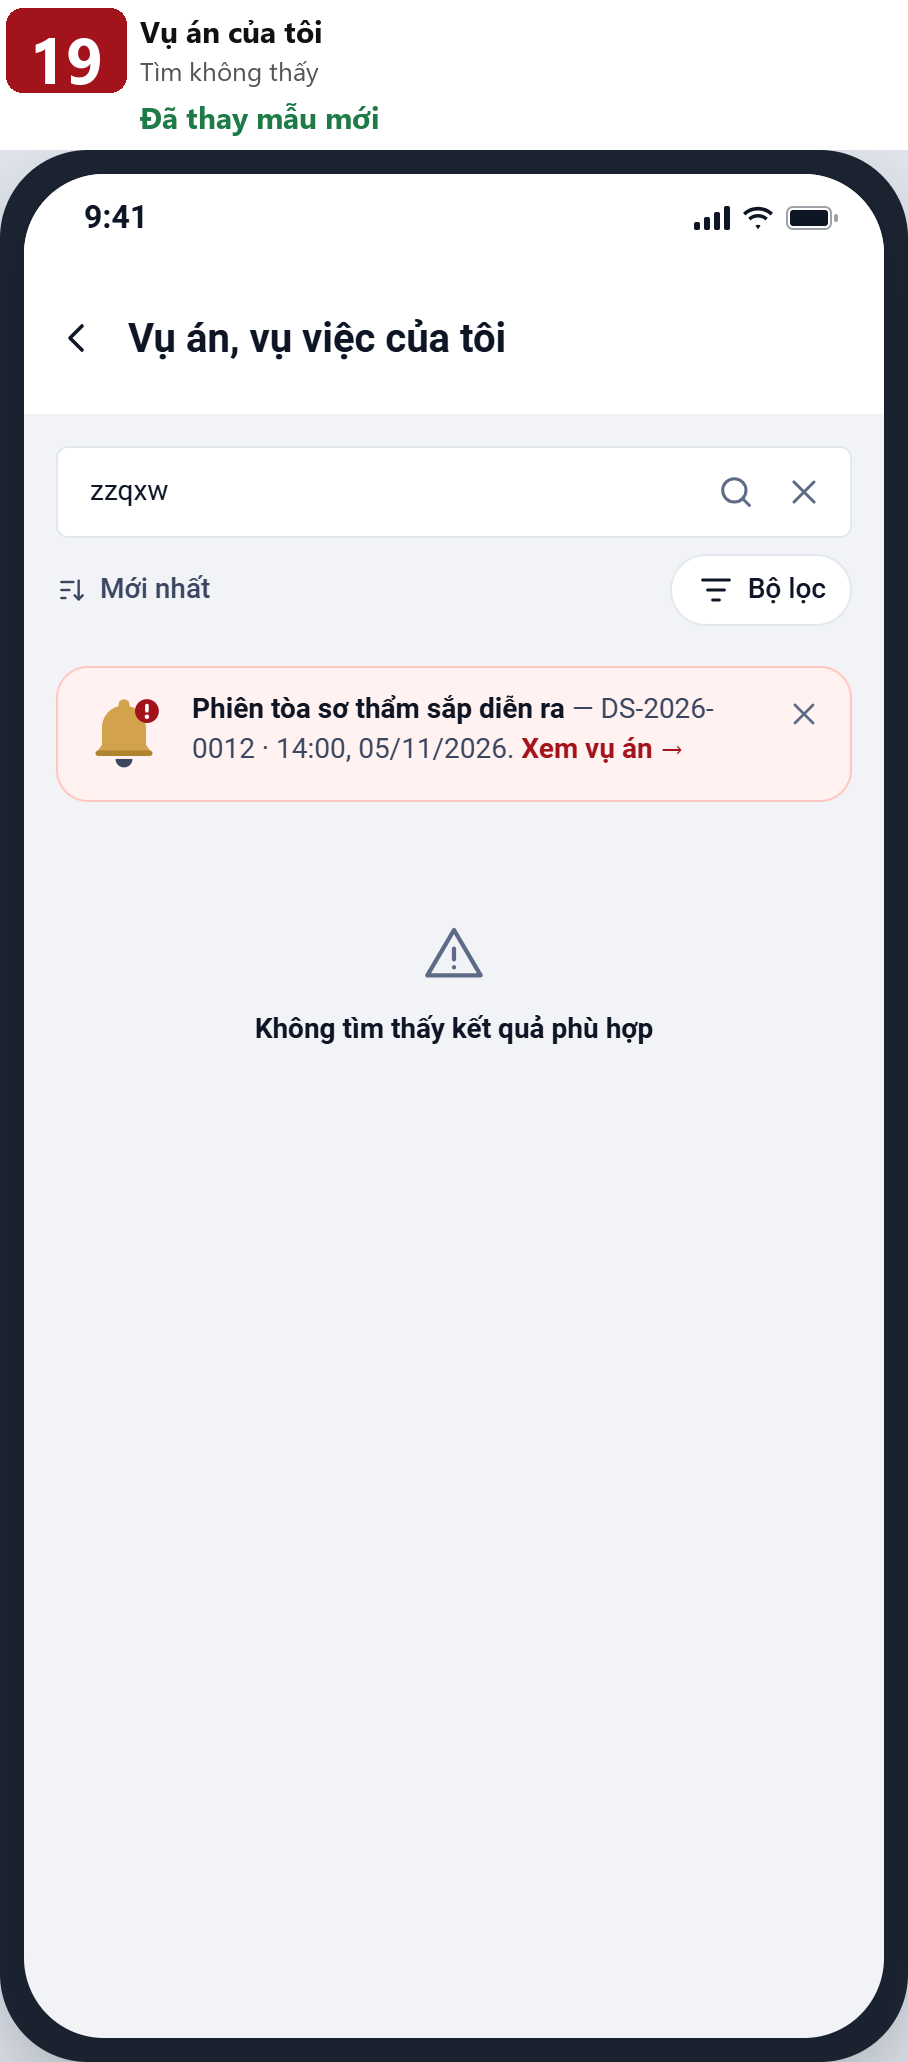 19
Vụ án của tôi
Tìm không thấy
Đã thay mẫu mới
9:41
Vụ án, vụ việc của tôi
zzqxw
Mới nhất
Bộ lọc
Phiên tòa sơ thẩm sắp diễn ra — DS-2026-
0012 · 14:00, 05/11/2026. Xem vụ án →
Không tìm thấy kết quả phù hợp